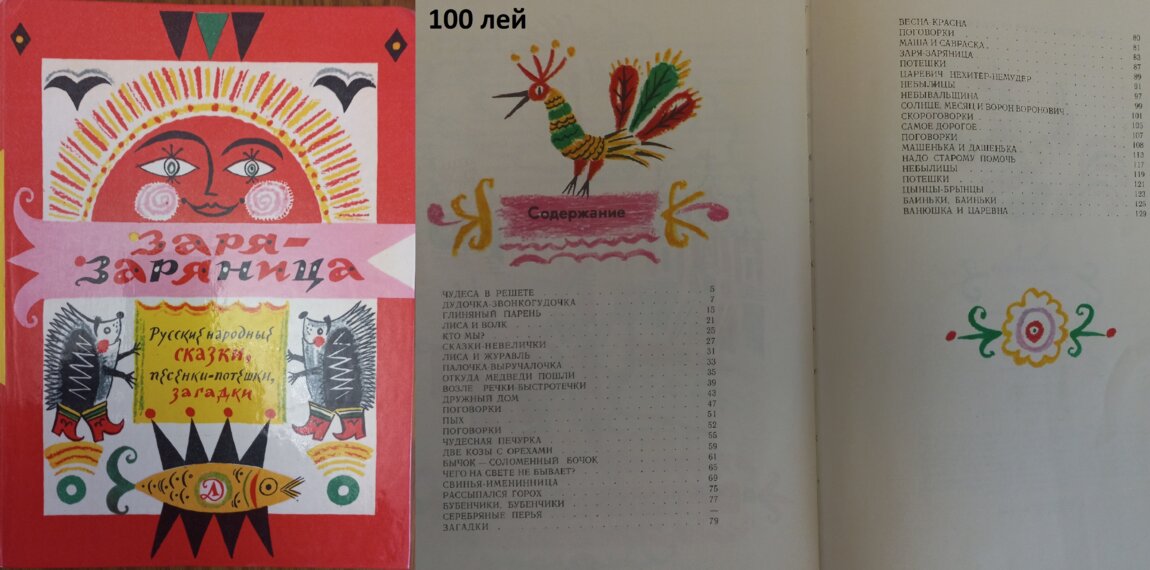 ЗАРЯ-
ЗАРЯНИЦА
Русские народные
сказки,
песенки-потешки,
загадки
Д
100 лей
Содержание
ЧУДЕСА В РЕШЕТЕ 5
ДУДОЧКА-ЗВОНКОГУДОЧКА 7
ГЛИНЯНЫЙ ПАРЕНЬ 15
ЛИСА И ВОЛК 21
КТО МЫ? 25
СКАЗКИ-НЕВЕЛИЧКИ 27
ЛИСА И ЖУРАВЛЬ 31
ПАЛОЧКА-ВЫРУЧАЛОЧКА 33
ОТКУДА МЕДВЕДИ ПОШЛИ 35
ВОЗЛЕ РЕЧКИ-БЫСТРОТЕЧКИ 39
ДРУЖНЫЙ ДОМ 43
ПОГОВОРКИ 47
ПЫХ 51
ПОГОВОРКИ 52
ЧУДЕСНАЯ ПЕЧУРКА 55
ДВЕ КОЗЫ С ОРЕХАМИ 59
БЫЧОК — СОЛОМЕННЫЙ БОЧОК 61
ЧЕГО НА СВЕТЕ НЕ БЫВАЕТ? 65
СВИНЬЯ-ИМЕНИННИЦА 69
РАССЫПАЛСЯ ГОРОХ 75
БУБЕНЧИКИ, БУБЕНЧИКИ 77
СЕРЕБРЯНЫЕ ПЕРЬЯ —
ЗАГАДКИ 79
ВЕСНА-КРАСНА 80
ПОГОВОРКИ 81
МАША И САВРАСКА 83
ЗАРЯ-ЗАРЯНИЦА 87
ПОТЕШКИ 89
ЦАРЕВИЧ НЕХИТЕР-НЕМУДЕР 91
НЕБЫЛИЦЫ 97
НЕБЫВАЛЬЩИНА 99
СОЛНЦЕ, МЕСЯЦ И ВОРОН ВОРОНОВИЧ 101
СКОРОГОВОРКИ 105
САМОЕ ДОРОГОЕ 107
ПОГОВОРКИ 108
МАШЕНЬКА И ДАШЕНЬКА 113
НАДО СТАРОМУ ПОМОЧЬ 117
НЕБЫЛИЦЫ 119
ПОТЕШКИ 121
ЦЫНЦЫ-БРЫНЦЫ 123
БАИНЬКИ, БАИНЬКИ 125
ВАНЮШКА И ЦАРЕВНА 129